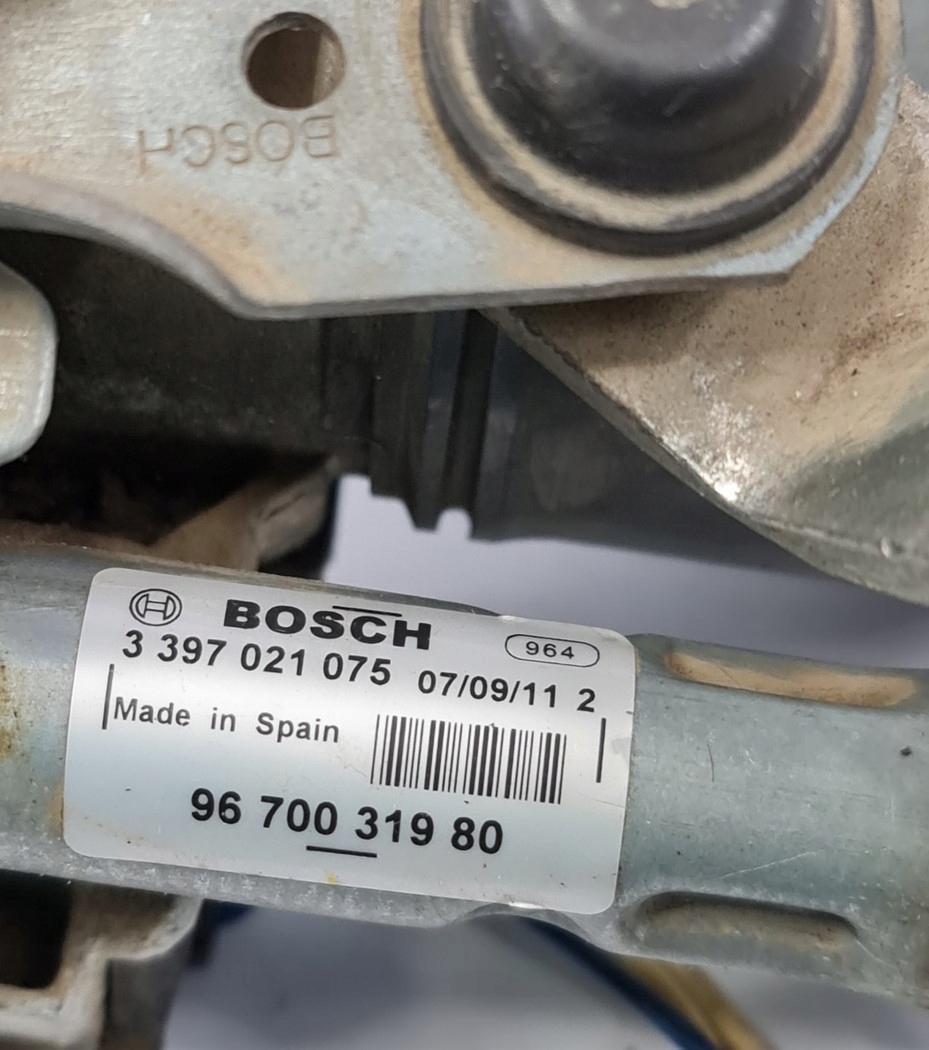 BOSCH
BOSCH
964
3 397 021 075 07/09/11 2
Made in Spain
96 700 319 80